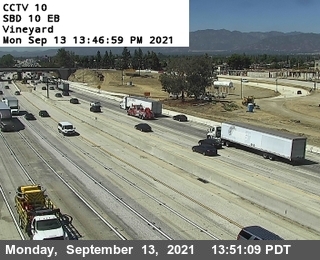 CCTV 10
SBD 10 EB
Vineyard
Mon Sep 13 13:46:59 PM 2021
Monday, September 13, 2021 13:51:09 PDT